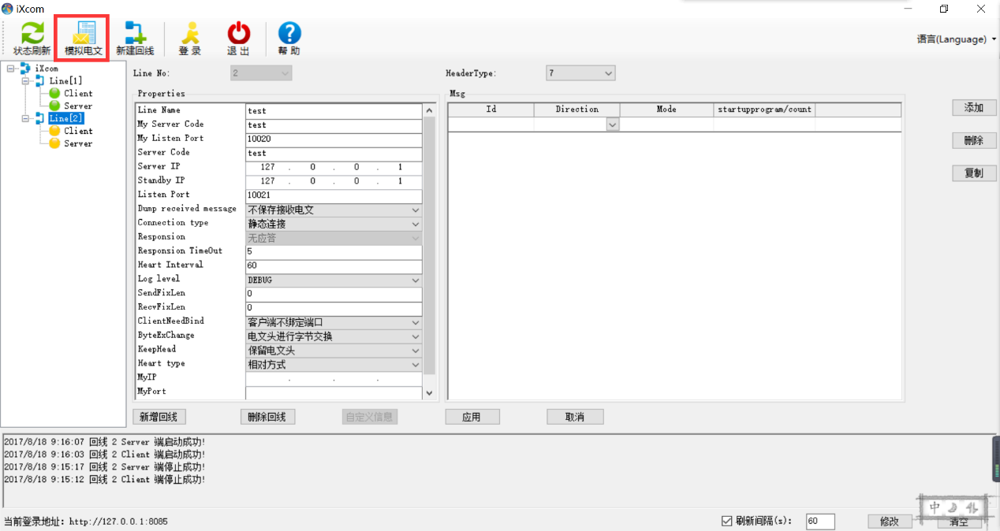 iXcom
状态刷新 模拟电文 新建回线 登 录 退 出 帮 助 语言(Language)
iXcom
Line[1]
Client
Server
Line[2]
Client
Server
Line No: 2 HeaderType: 7
Properties
Line Name test
My Server Code test
My Listen Port 10020
Server Code test
Server IP 127 . 0 . 0 . 1
Standby IP 127 . 0 . 0 . 1
Listen Port 10021
Dump received message 不保存接收电文
Connection type 静态连接
Responsion 无应答
Responsion TimeOut 5
Heart Interval 60
Log level DEBUG
SendFixLen 0
RecvFixLen 0
ClientNeedBind 客户端不绑定端口
ByteExChange 电文头进行字节交换
KeepHead 保留电文头
Heart type 相对方式
MyIP . . .
MyPort
Msg
Id Direction Mode startupprogram/count
添加
删除
复制
新增回线 删除回线 自定义信息 应用 取消
2017/8/18 9:16:07 回线 2 Server 端启动成功!
2017/8/18 9:16:03 回线 2 Client 端启动成功!
2017/8/18 9:15:17 回线 2 Server 端停止成功!
2017/8/18 9:15:12 回线 2 Client 端停止成功!
当前登录地址: http://127.0.0.1:8085 刷新间隔(s): 60 修改 清空
中